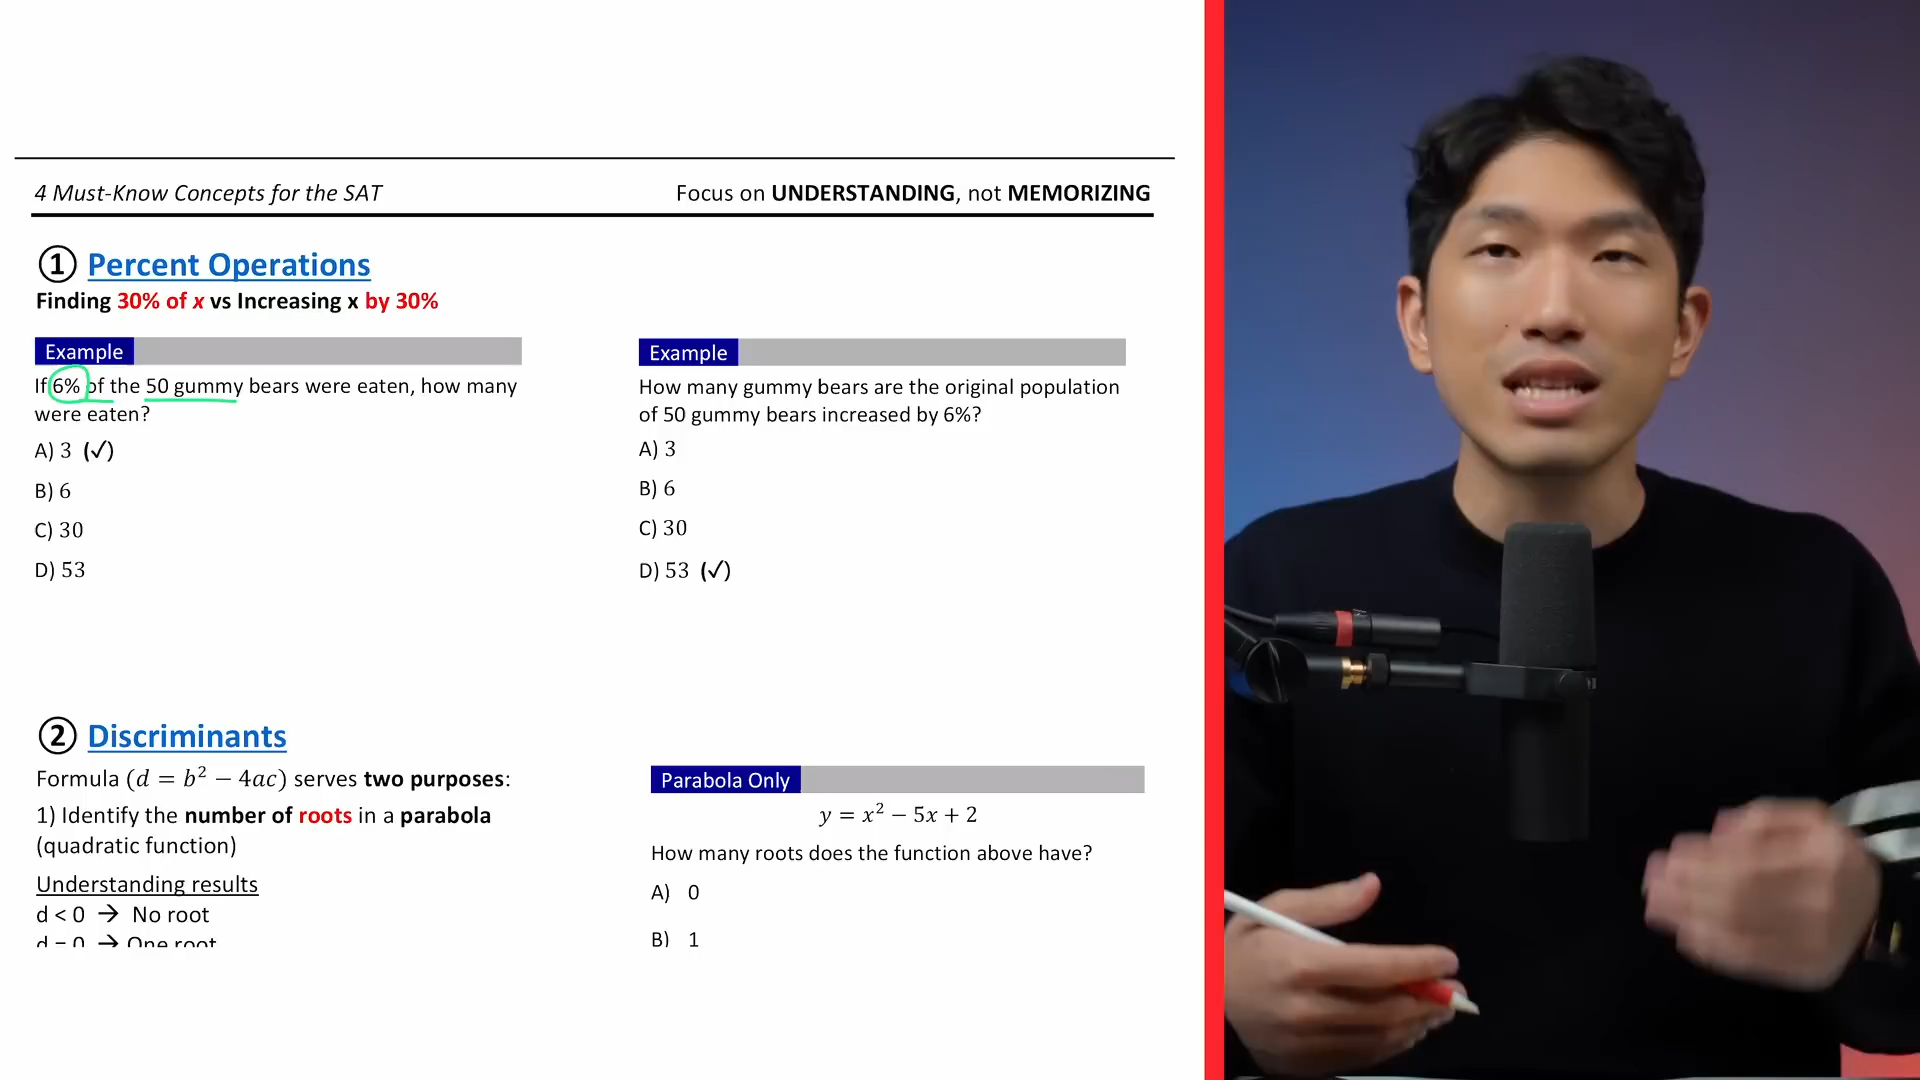 4 Must-Know Concepts for the SAT
Focus on UNDERSTANDING, not MEMORIZING
① Percent Operations
Finding 30% of x vs Increasing x by 30%
Example
If 6% of the 50 gummy bears were eaten, how many
were eaten?
A) 3 (✓)
B) 6
C) 30
D) 53
Example
How many gummy bears are the original population
of 50 gummy bears increased by 6%?
A) 3
B) 6
C) 30
D) 53 (✓)
② Discriminants
Formula (d = b² − 4ac) serves two purposes:
1) Identify the number of roots in a parabola
(quadratic function)
Understanding results
d < 0 → No root
d = 0 → One root
Parabola Only
y = x² − 5x + 2
How many roots does the function above have?
A) 0
B) 1